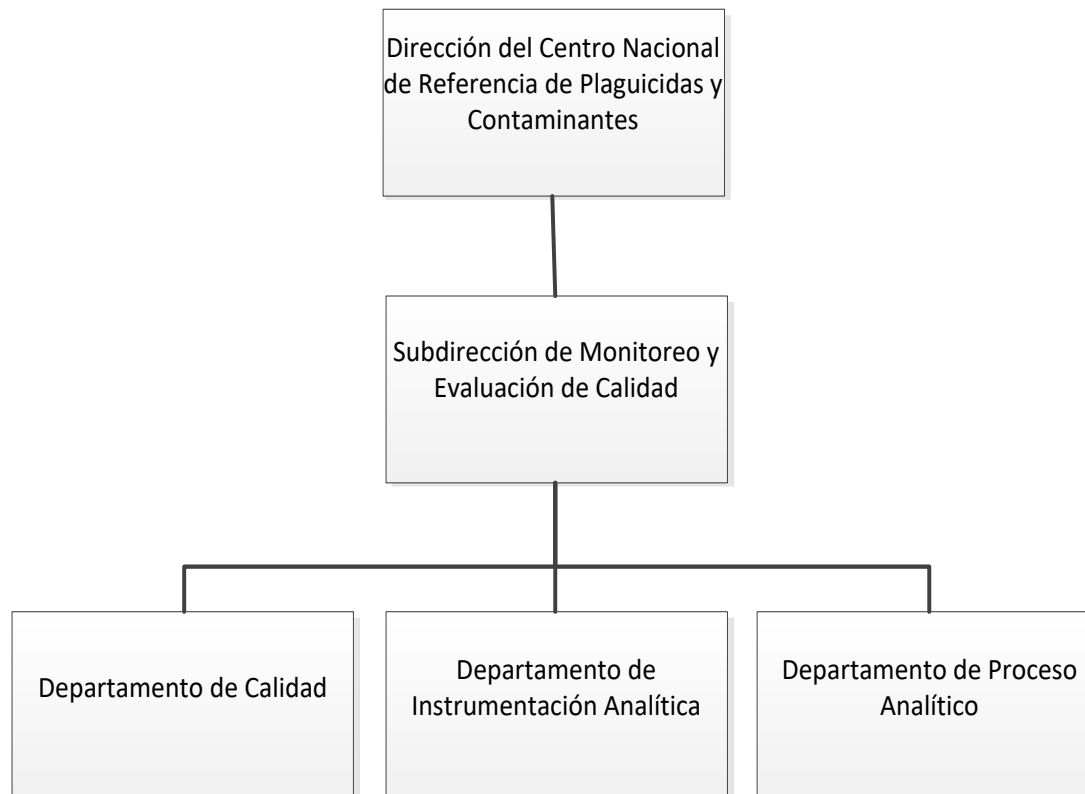 Dirección del Centro Nacional
de Referencia de Plaguicidas y
Contaminantes
Subdirección de Monitoreo y
Evaluación de Calidad
Departamento de Calidad
Departamento de
Instrumentación Analítica
Departamento de Proceso
Analítico